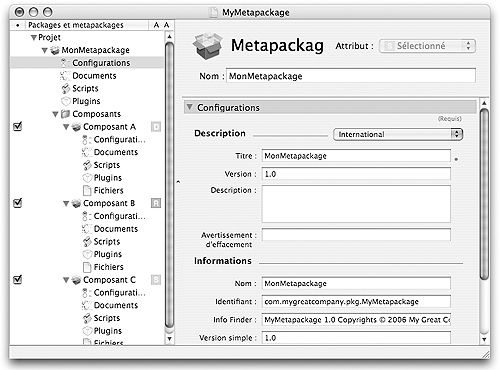 MyMetapackage
Packages et metapackages A A
Projet
MonMetapackage
Configurations
Documents
Scripts
Plugins
Composants
Composant A
Configurati...
Documents
Scripts
Plugins
Fichiers
Composant B
Configurati...
Documents
Scripts
Plugins
Fichiers
Composant C
Configurati...
Documents
Scripts
Plugins
Fichiers
Metapackag
Attribut :
Sélectionné
Nom : MonMetapackage
Configurations
(Requis)
Description
International
Titre : MonMetapackage
Version : 1.0
Description :
Avertissement
d'effacement
Informations
Nom : MonMetapackage
Identifiant : com.mygreatcompany.pkg.MyMetapackage
Info Finder : MyMetapackage 1.0 Copyrights © 2006 My Great Co
Version simple : 1.0